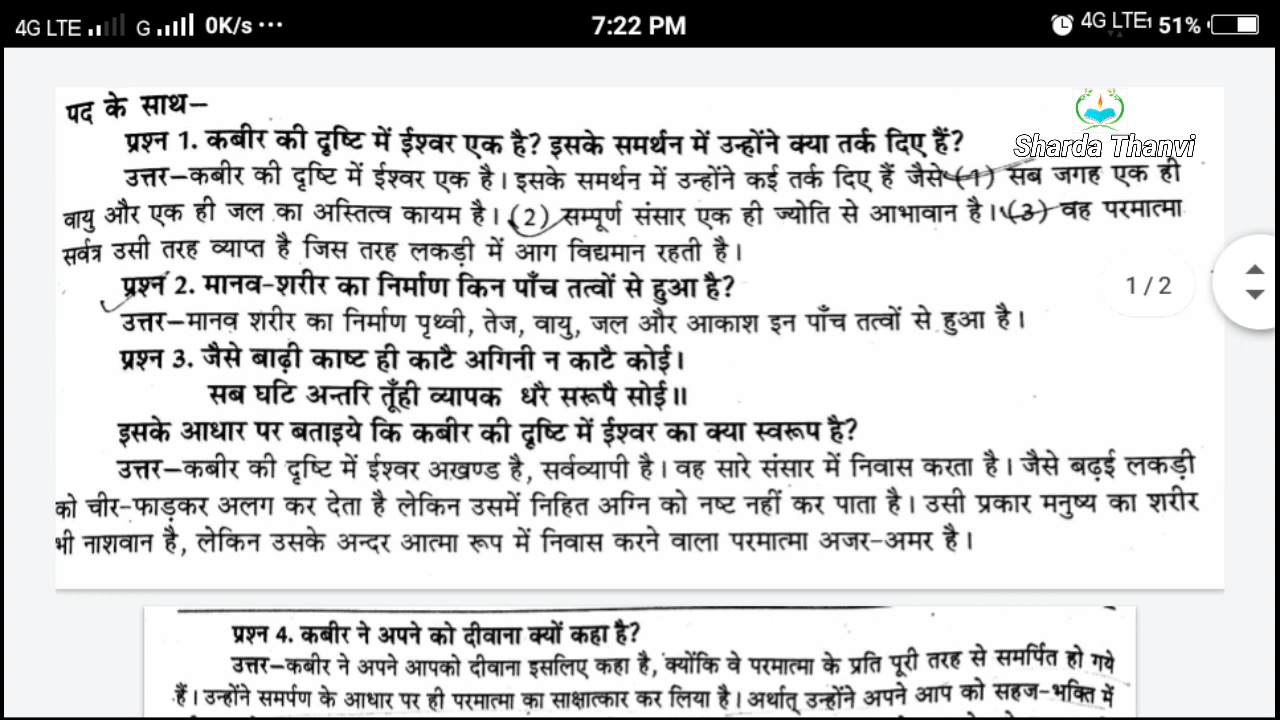 4G LTE G 0K/s ··· 7:22 PM 4G LTE 51%
पद के साथ–
Sharda Thanvi
प्रश्न 1. कबीर की दृष्टि में ईश्वर एक है? इसके समर्थन में उन्होंने क्या तर्क दिए हैं?
उत्तर–कबीर की दृष्टि में ईश्वर एक है। इसके समर्थन में उन्होंने कई तर्क दिए हैं जैसे (1) सब जगह एक ही
वायु और एक ही जल का अस्तित्व कायम है। (2) सम्पूर्ण संसार एक ही ज्योति से आभावान है। (3) वह परमात्मा
सर्वत्र उसी तरह व्याप्त है जिस तरह लकड़ी में आग विद्यमान रहती है।
प्रश्न 2. मानव-शरीर का निर्माण किन पाँच तत्वों से हुआ है?
1/2
उत्तर–मानव शरीर का निर्माण पृथ्वी, तेज, वायु, जल और आकाश इन पाँच तत्वों से हुआ है।
प्रश्न 3. जैसे बाढ़ी काष्ट ही काटै अगिनी न काटै कोई।
सब घटि अन्तरि तूँही व्यापक धरै सरूपै सोई॥
इसके आधार पर बताइये कि कबीर की दृष्टि में ईश्वर का क्या स्वरूप है?
उत्तर–कबीर की दृष्टि में ईश्वर अखण्ड है, सर्वव्यापी है। वह सारे संसार में निवास करता है। जैसे बढ़ई लकड़ी
को चीर-फाड़कर अलग कर देता है लेकिन उसमें निहित अग्नि को नष्ट नहीं कर पाता है। उसी प्रकार मनुष्य का शरीर
भी नाशवान है, लेकिन उसके अन्दर आत्मा रूप में निवास करने वाला परमात्मा अजर-अमर है।
प्रश्न 4. कबीर ने अपने को दीवाना क्यों कहा है?
उत्तर–कबीर ने अपने आपको दीवाना इसलिए कहा है, क्योंकि वे परमात्मा के प्रति पूरी तरह से समर्पित हो गये
हैं। उन्होंने समर्पण के आधार पर ही परमात्मा का साक्षात्कार कर लिया है। अर्थात् उन्होंने अपने आप को सहज-भक्ति में